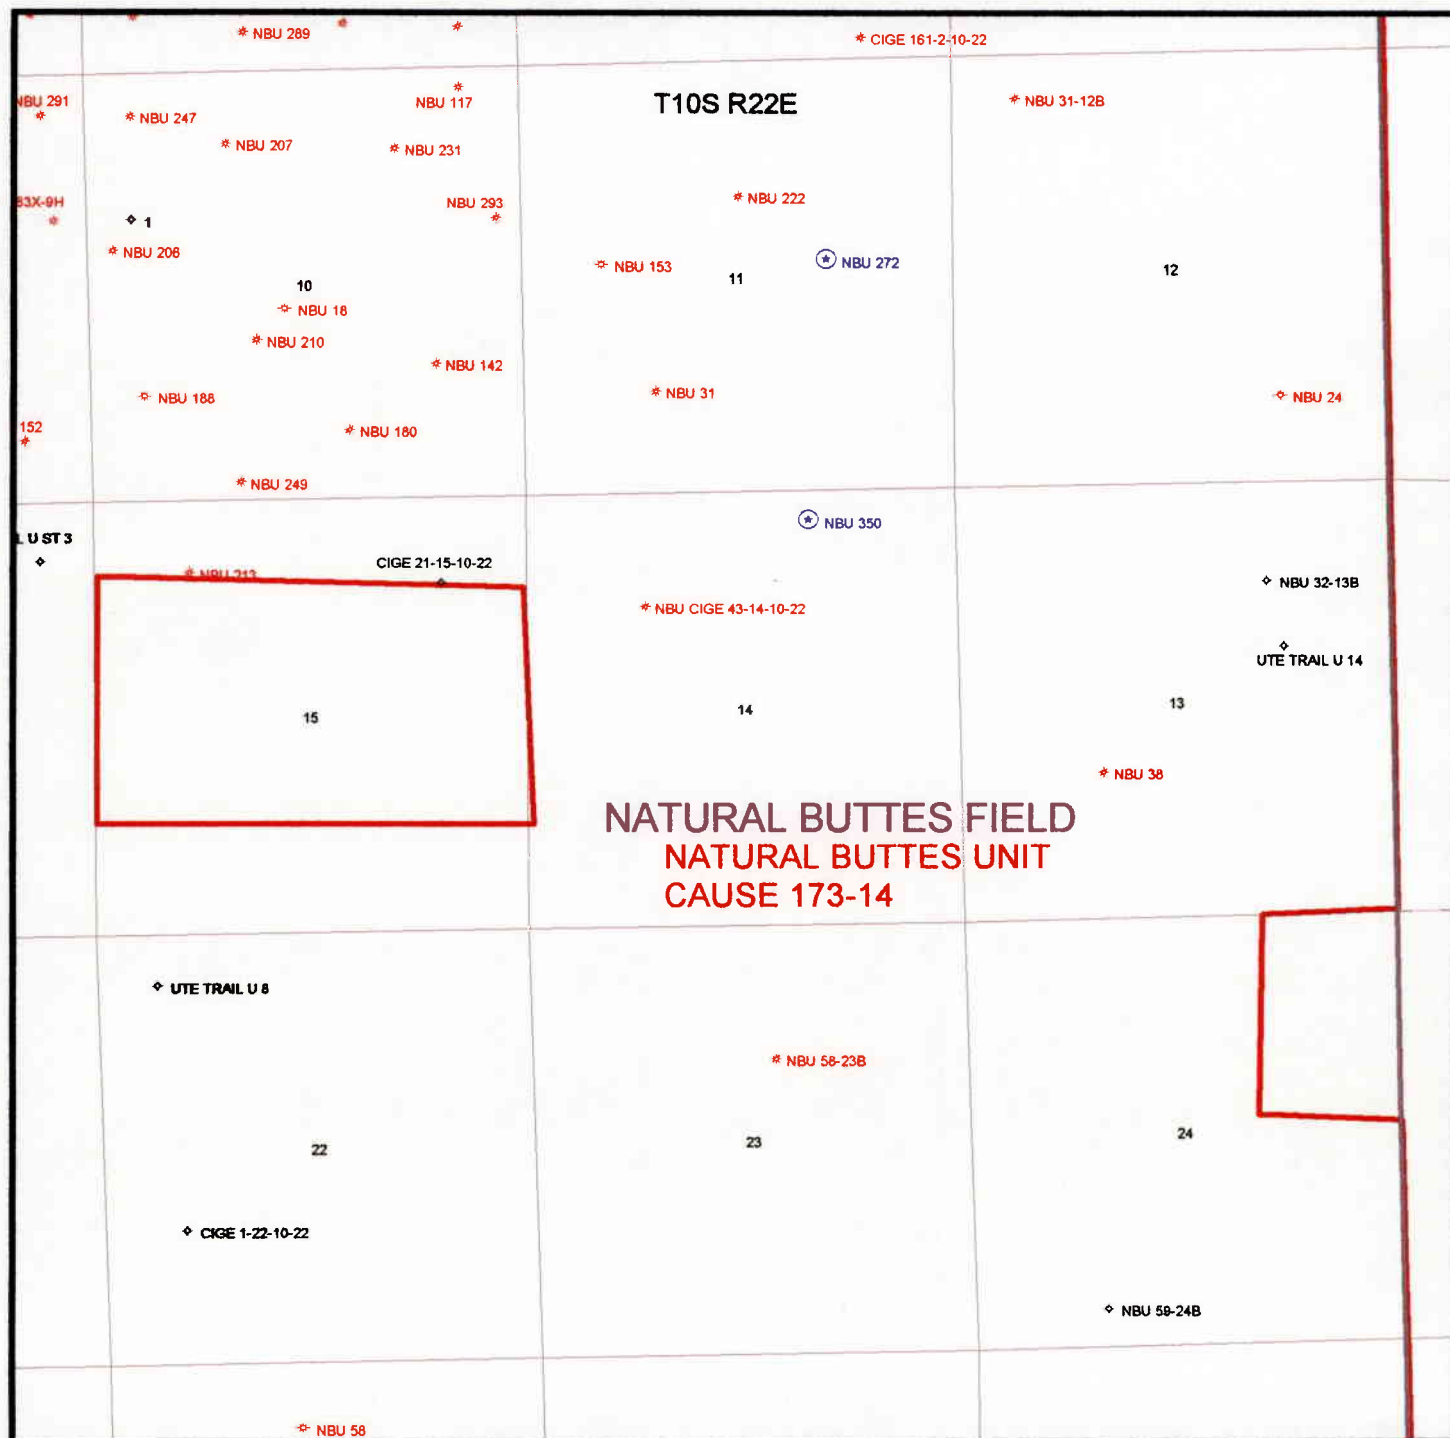 NBU 289
CIGE 161-2-10-22
NBU 291
NBU 117
T10S R22E
NBU 31-12B
NBU 247
NBU 207
NBU 231
83X-9H
NBU 293
NBU 222
1
NBU 206
NBU 153
NBU 272
12
10
11
NBU 18
NBU 210
NBU 142
NBU 188
NBU 31
NBU 24
152
NBU 180
NBU 249
NBU 350
L U ST 3
CIGE 21-15-10-22
NBU 213
NBU 32-13B
NBU CIGE 43-14-10-22
UTE TRAIL U 14
15
14
13
NBU 38
NATURAL BUTTES FIELD
NATURAL BUTTES UNIT
CAUSE 173-14
UTE TRAIL U 8
NBU 58-23B
22
23
24
CIGE 1-22-10-22
NBU 59-24B
NBU 58